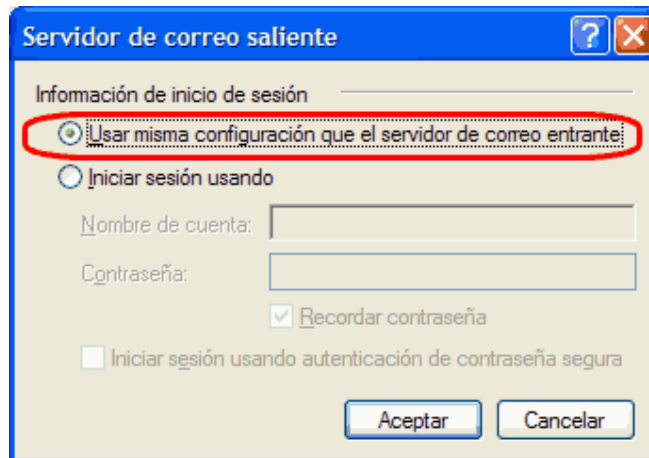 Servidor de correo saliente
Información de inicio de sesión
Usar misma configuración que el servidor de correo entrante
Iniciar sesión usando
Nombre de cuenta:
Contraseña:
Recordar contraseña
Iniciar sesión usando autenticación de contraseña segura
Aceptar Cancelar